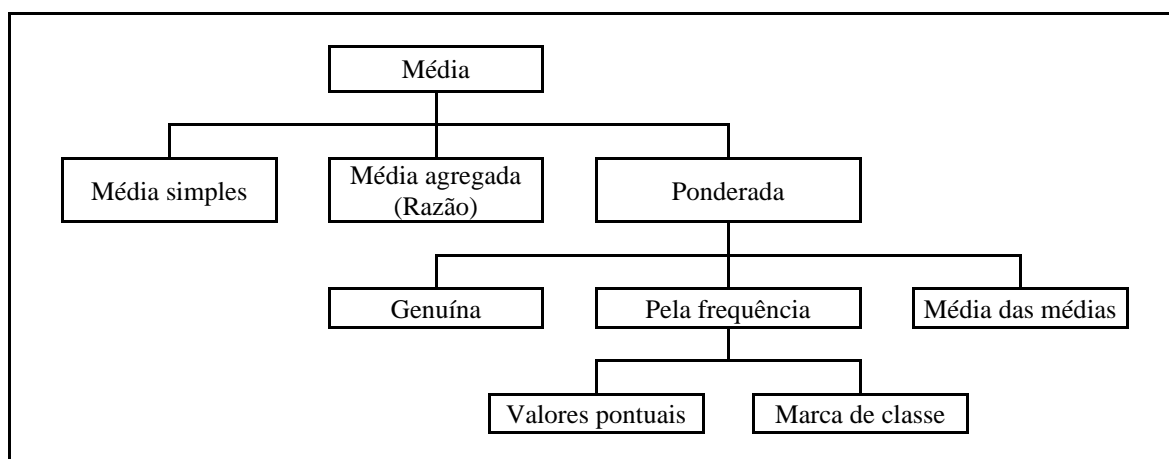 Média
Média simples
Média agregada
(Razão)
Ponderada
Genuína
Pela frequência
Média das médias
Valores pontuais
Marca de classe